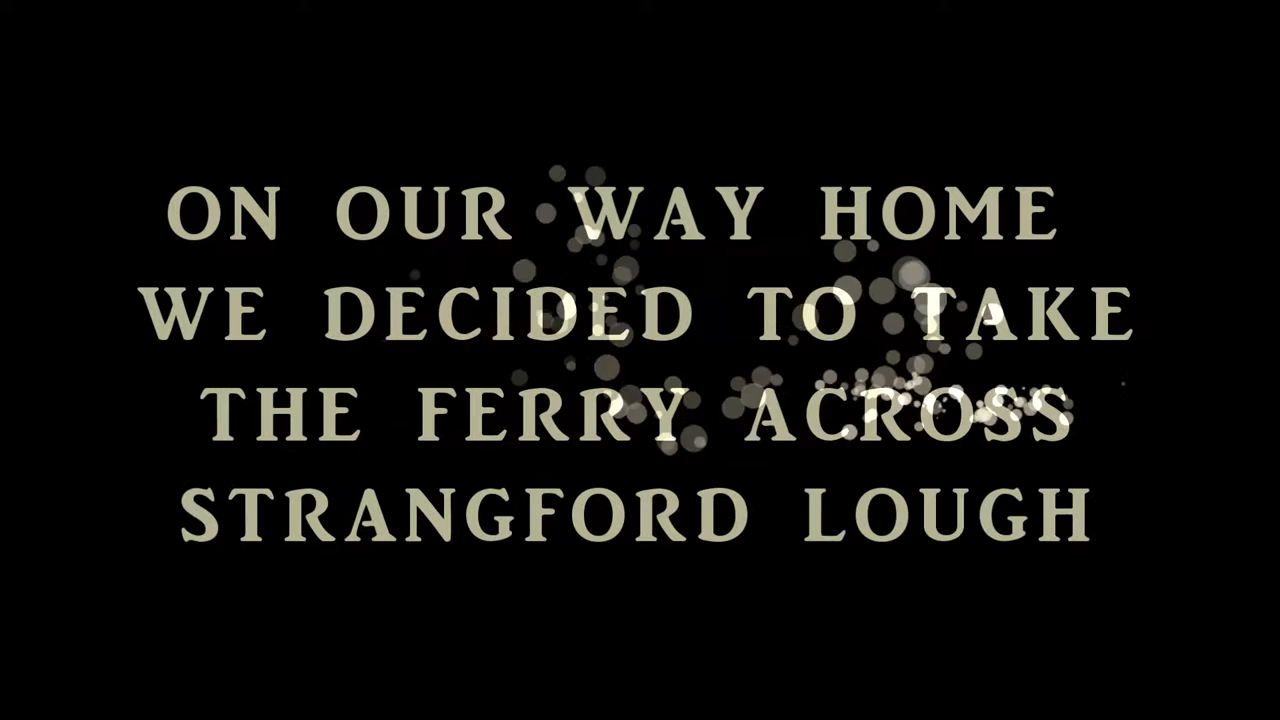 ON OUR WAY HOME
WE DECIDED TO TAKE
THE FERRY ACROSS
STRANGFORD LOUGH